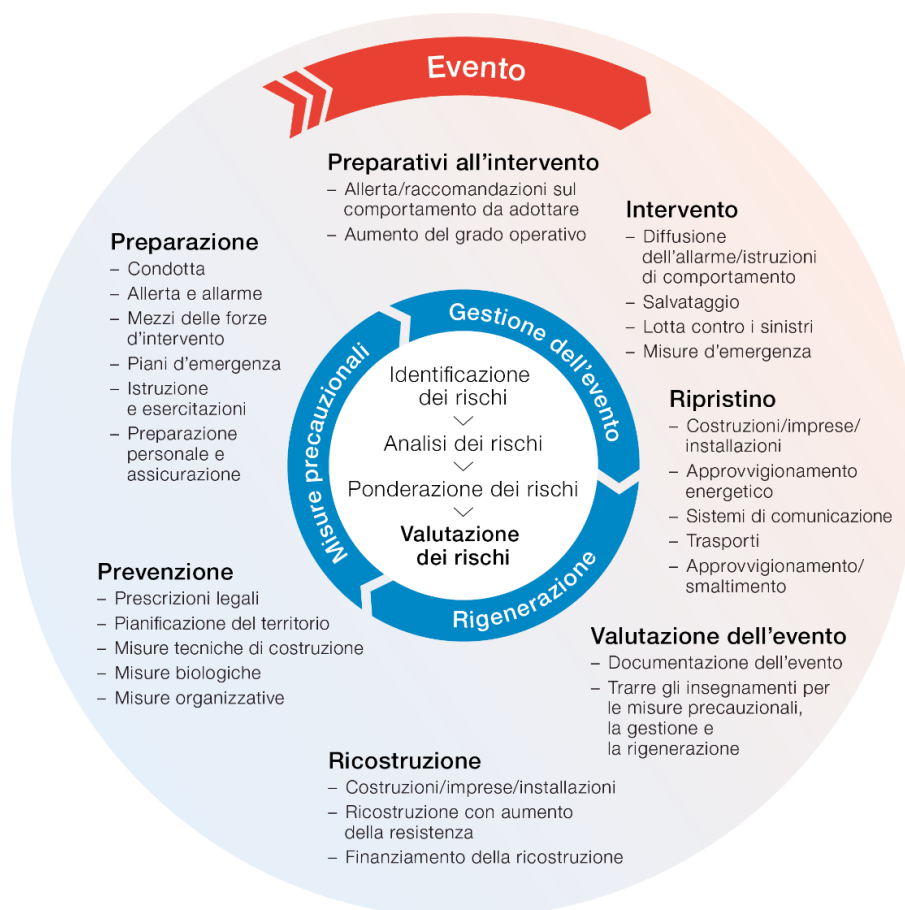 Evento
Preparativi all'intervento
– Allerta/raccomandazioni sul
comportamento da adottare
– Aumento del grado operativo
Intervento
– Diffusione
dell'allarme/istruzioni
di comportamento
– Salvataggio
– Lotta contro i sinistri
– Misure d'emergenza
Ripristino
– Costruzioni/imprese/
installazioni
– Approvvigionamento
energetico
– Sistemi di comunicazione
– Trasporti
– Approvvigionamento/
smaltimento
Valutazione dell'evento
– Documentazione dell'evento
– Trarre gli insegnamenti per
le misure precauzionali,
la gestione e
la rigenerazione
Ricostruzione
– Costruzioni/imprese/installazioni
– Ricostruzione con aumento
della resistenza
– Finanziamento della ricostruzione
Prevenzione
– Prescrizioni legali
– Pianificazione del territorio
– Misure tecniche di costruzione
– Misure biologiche
– Misure organizzative
Preparazione
– Condotta
– Allerta e allarme
– Mezzi delle forze
d'intervento
– Piani d'emergenza
– Istruzione
e esercitazioni
– Preparazione
personale e
assicurazione
Gestione dell'evento
Rigenerazione
Misure precauzionali
Identificazione
dei rischi
Analisi dei rischi
Ponderazione dei rischi
Valutazione
dei rischi